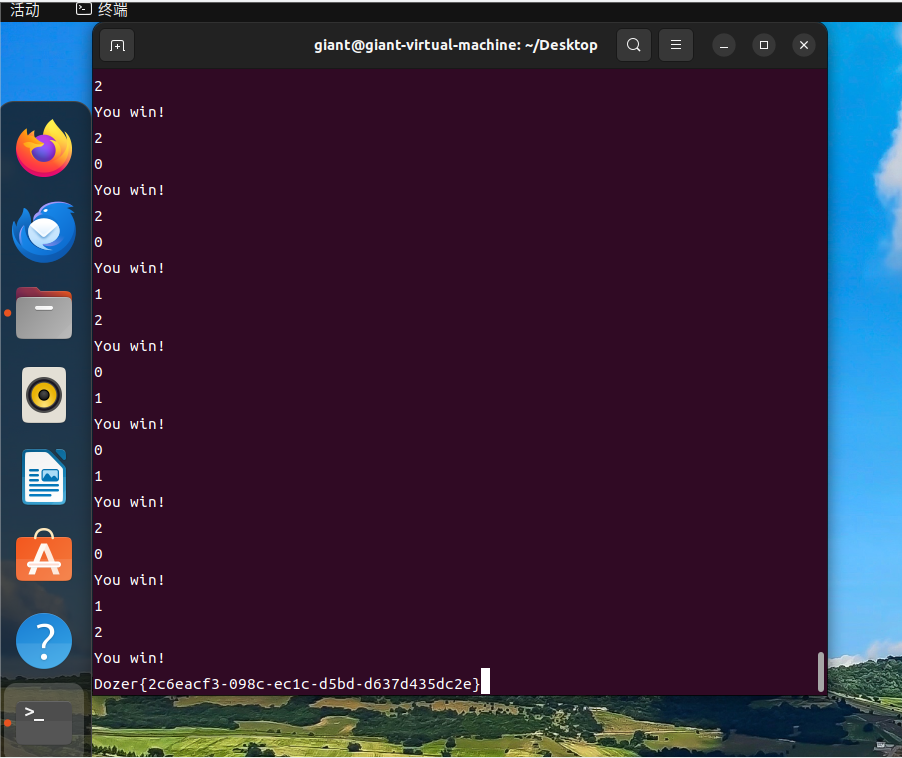 活动 终端
giant@giant-virtual-machine: ~/Desktop
2
You win!
2
0
You win!
2
0
You win!
1
2
You win!
0
1
You win!
0
1
You win!
2
0
You win!
1
2
You win!
Dozer{2c6eacf3-098c-ec1c-d5bd-d637d435dc2e}